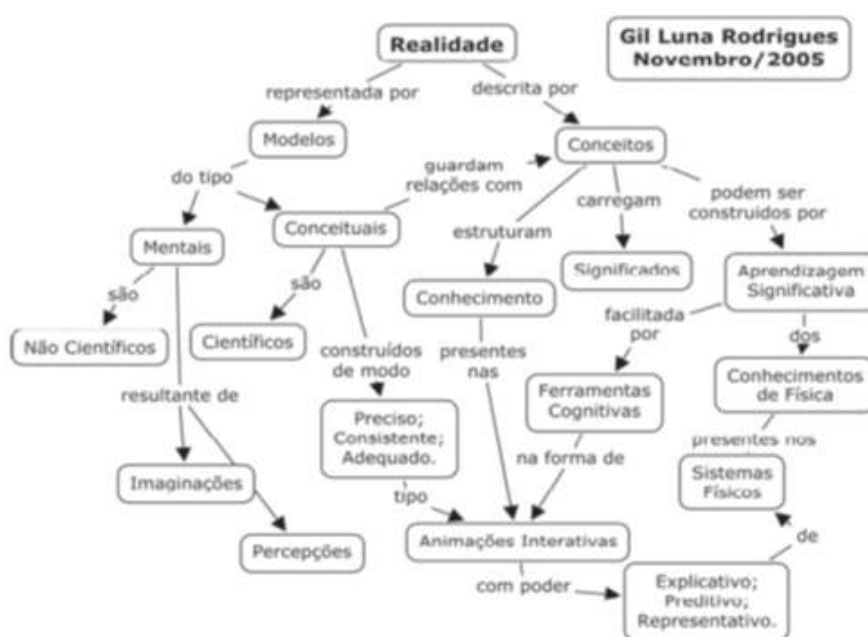 Realidade
Gil Luna Rodrigues
Novembro/2005
representada por
descrita por
Modelos
Conceitos
guardam
relações com
do tipo
carregam
podem ser
construídos por
Mentais
Conceituais
estruturam
Significados
Aprendizagem
Significativa
são
são
Conhecimento
facilitada
por
dos
Não Científicos
Científicos
construídos
de modo
presentes
nas
Conhecimentos
de Física
resultante de
Ferramentas
Cognitivas
Preciso;
Consistente;
Adequado.
presentes nos
na forma de
Sistemas
Físicos
Imaginações
tipo
Percepções
Animações Interativas
de
com poder
Explicativo;
Preditivo;
Representativo.